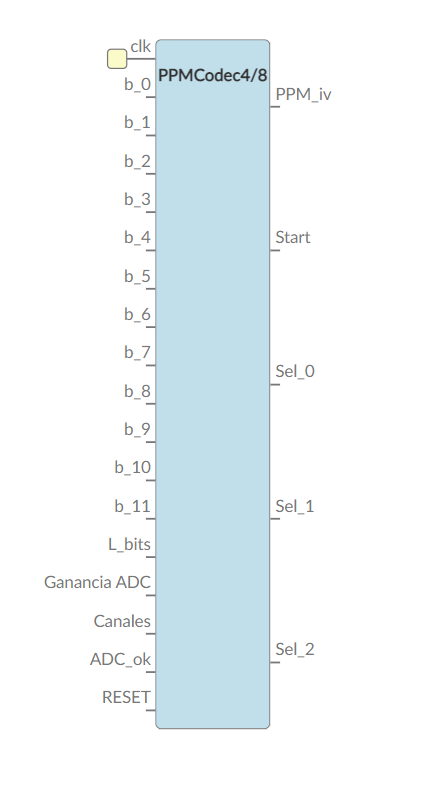 clk
PPMCodec4/8
b_0
PPM_iv
b_1
b_2
b_3
b_4
Start
b_5
b_6
b_7
Sel_0
b_8
b_9
b_10
b_11
Sel_1
L_bits
Ganancia ADC
Canales
Sel_2
ADC_ok
RESET